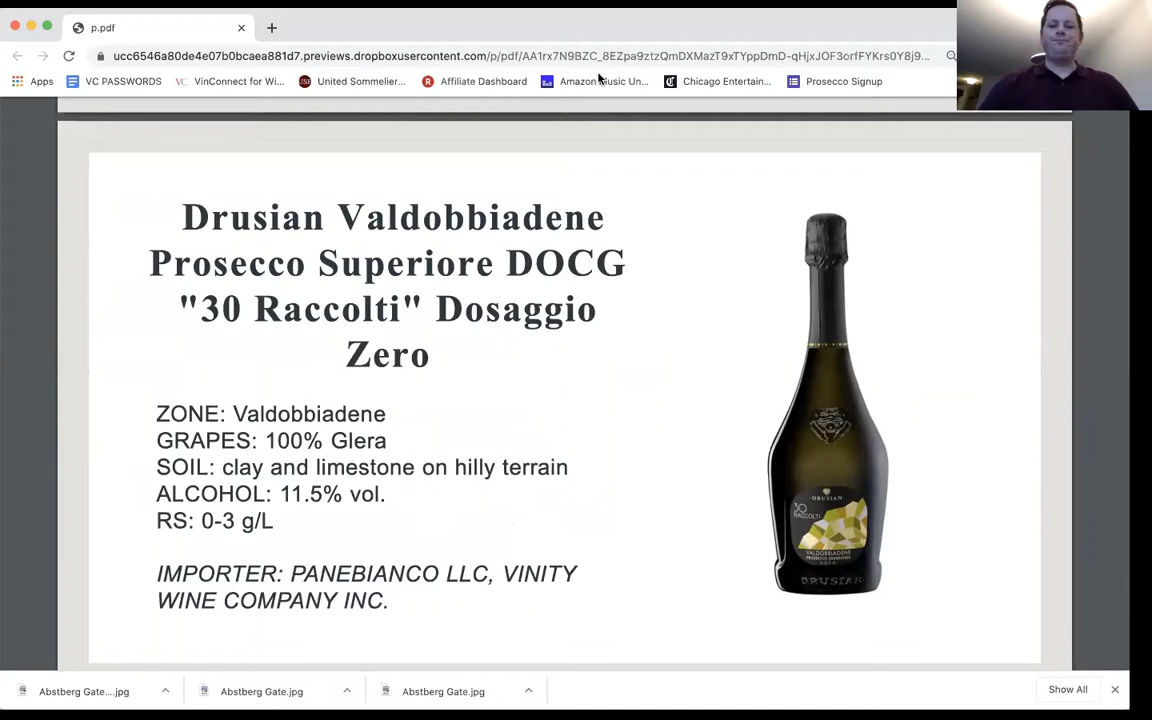 p.pdf
ucc6546a80de4e07b0bcaea881d7.previews.dropboxusercontent.com/p/pdf/AA1rx7N9BZC_8EZpa9ztzQmDXMazT9xTYppDmD-qHjxJOF3orfFYKrs0Y8j9...
Apps VC PASSWORDS VinConnect for Wi... United Sommelier... Affiliate Dashboard Amazon Music Un... Chicago Entertain... Prosecco Signup
Drusian Valdobbiadene
Prosecco Superiore DOCG
"30 Raccolti" Dosaggio
Zero
ZONE: Valdobbiadene
GRAPES: 100% Glera
SOIL: clay and limestone on hilly terrain
ALCOHOL: 11.5% vol.
RS: 0-3 g/L
IMPORTER: PANEBIANCO LLC, VINITY
WINE COMPANY INC.
DRUSIAN
30
RACCOLTI
VALDOBBIADENE
PROSECCO SUPERIORE
DRUSIAN
Abstberg Gate....jpg Abstberg Gate.jpg Abstberg Gate.jpg Show All